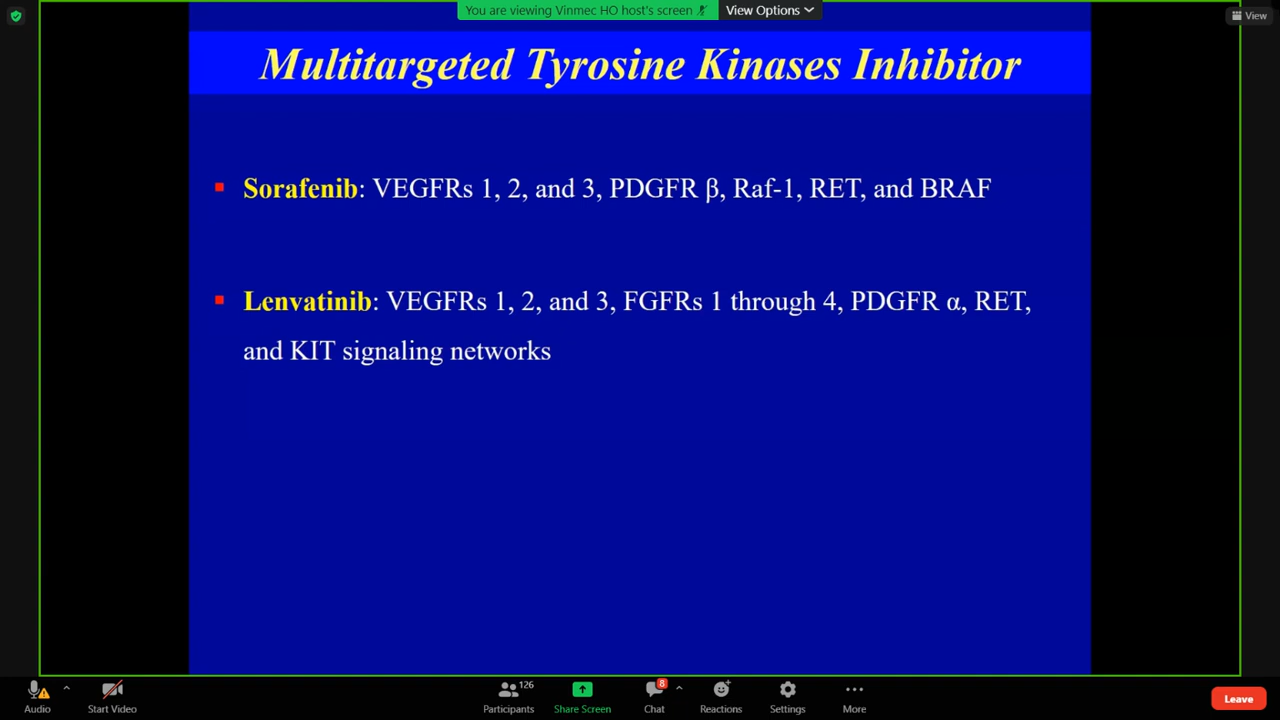 You are viewing Vinmec HO host's screen
View Options
View
Multitargeted Tyrosine Kinases Inhibitor
Sorafenib: VEGFRs 1, 2, and 3, PDGFR β, Raf-1, RET, and BRAF
Lenvatinib: VEGFRs 1, 2, and 3, FGFRs 1 through 4, PDGFR α, RET,
and KIT signaling networks
126
8
Audio
Start Video
Participants
Share Screen
Chat
Reactions
Settings
More
Leave